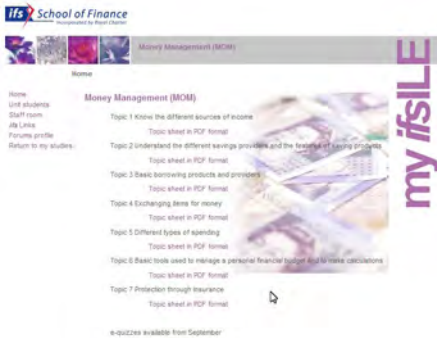 ifs School of Finance
Incorporated by Royal Charter
Money Management (MOM)
Home
Home
Unit students
Staff room
ifs Links
Forums profile
Return to my studies
Money Management (MOM)
Topic 1 Know the different sources of income
Topic sheet in PDF format
Topic 2 Understand the different savings providers and the features of saving products
Topic sheet in PDF format
Topic 3 Basic borrowing products and providers
Topic sheet in PDF format
Topic 4 Exchanging items for money
Topic sheet in PDF format
Topic 5 Different types of spending
Topic sheet in PDF format
Topic 6 Basic tools used to manage a personal financial budget and to make calculations
Topic sheet in PDF format
Topic 7 Protection through insurance
Topic sheet in PDF format
e-quizzes available from September
my ifsILE